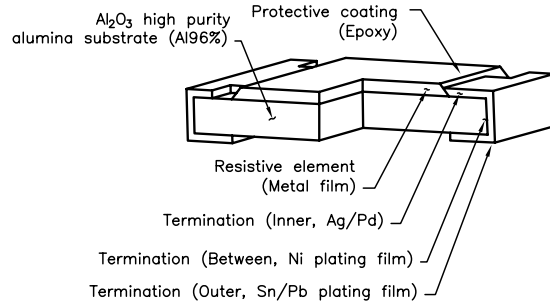 Al₂O₃ high purity
alumina substrate (Al96%)
Protective coating
(Epoxy)
Resistive element
(Metal film)
Termination (Inner, Ag/Pd)
Termination (Between, Ni plating film)
Termination (Outer, Sn/Pb plating film)